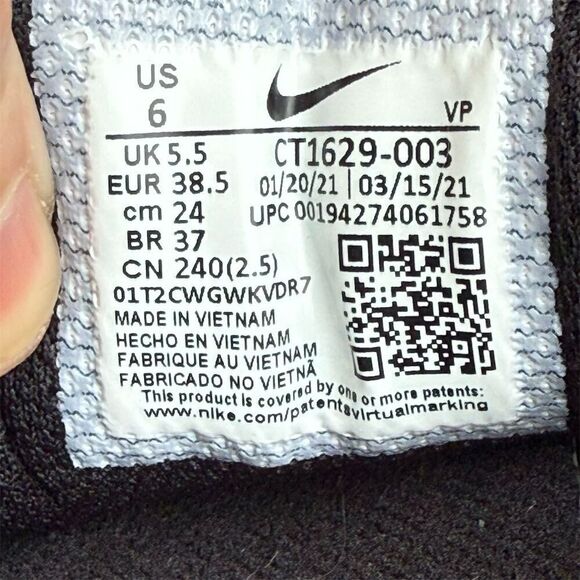 US
6
VP
UK 5.5
CT1629-003
EUR 38.5
01/20/21 | 03/15/21
cm 24
UPC 00194274061758
BR 37
CN 240(2.5)
01T2CWGWKVDR7
MADE IN VIETNAM
HECHO EN VIETNAM
FABRIQUE AU VIETNAM
FABRICADO NO VIETNÃ
This product is covered by one or more patents:
www.nike.com/patentsvirtualmarking